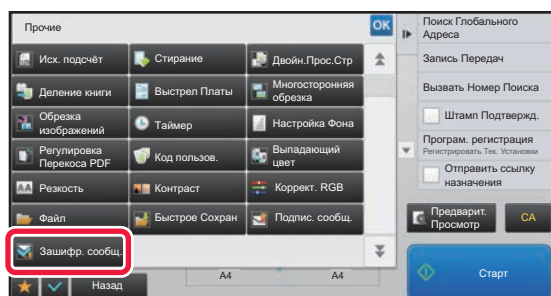 Прочие
OK
Исх. подсчёт
Стирание
Двойн.Прос.Стр
Деление книги
Выстрел Платы
Многосторонняя
обрезка
Обрезка
изображений
Таймер
Настройка Фона
Регулировка
Перекоса PDF
Код пользов.
Выпадающий
цвет
Резкость
Контраст
Коррект. RGB
Файл
Быстрое Сохран
Подпис. сообщ.
Зашифр. сообщ.
Назад
A4
A4
Поиск Глобального
Адреса
Запись Передач
Вызвать Номер Поиска
Штамп Подтвержд.
Програм. регистрация
Регистрировать Тек. Установки
Отправить ссылку
назначения
Предварит.
Просмотр
CA
Старт